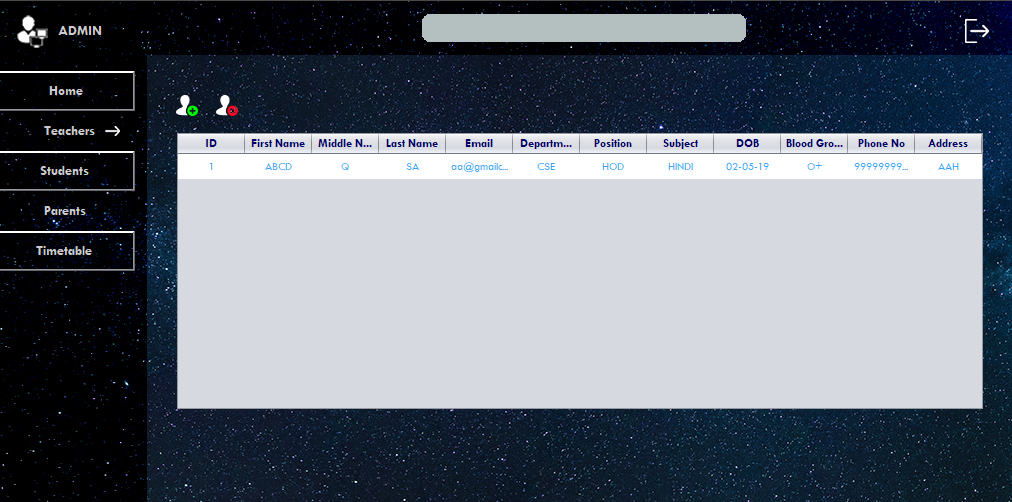 ADMIN
Home
Teachers
Students
Parents
Timetable
ID First Name Middle N... Last Name Email Departm... Position Subject DOB Blood Gro... Phone No Address
1 ABCD Q SA aa@gmailc... CSE HOD HINDI 02-05-19 O+ 99999999... AAH